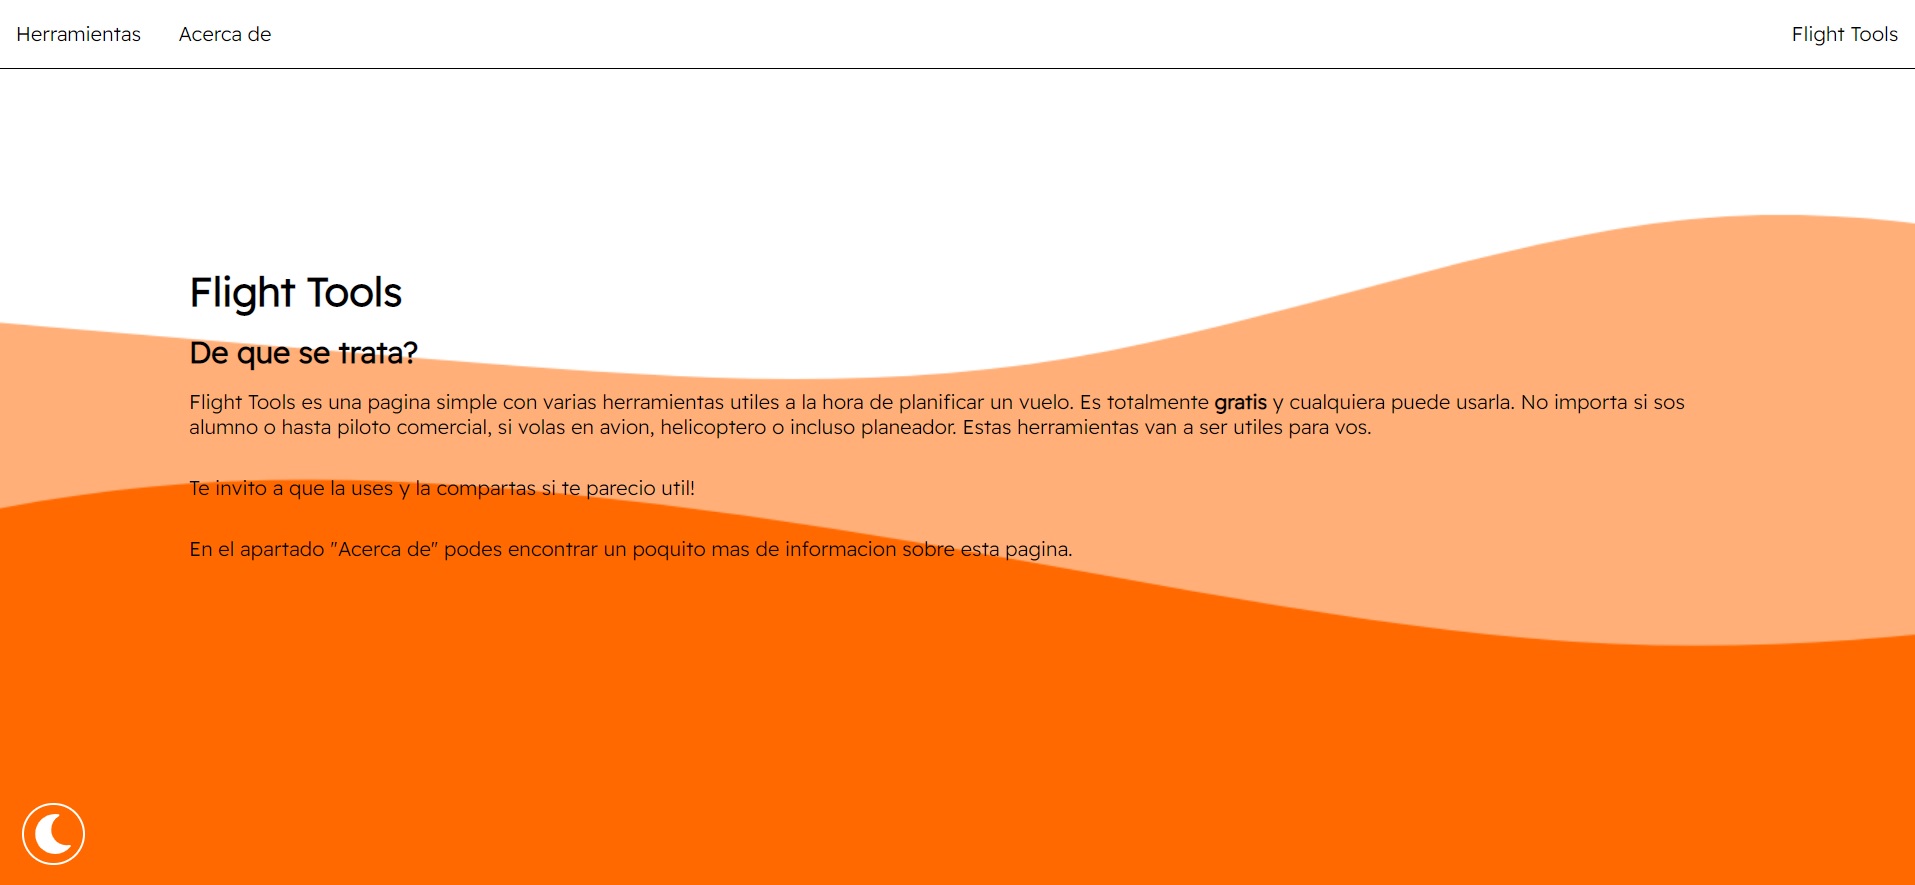 Herramientas Acerca de Flight Tools
Flight Tools
De que se trata?
Flight Tools es una pagina simple con varias herramientas utiles a la hora de planificar un vuelo. Es totalmente gratis y cualquiera puede usarla. No importa si sos
alumno o hasta piloto comercial, si volas en avion, helicoptero o incluso planeador. Estas herramientas van a ser utiles para vos.
Te invito a que la uses y la compartas si te parecio util!
En el apartado "Acerca de" podes encontrar un poquito mas de informacion sobre esta pagina.